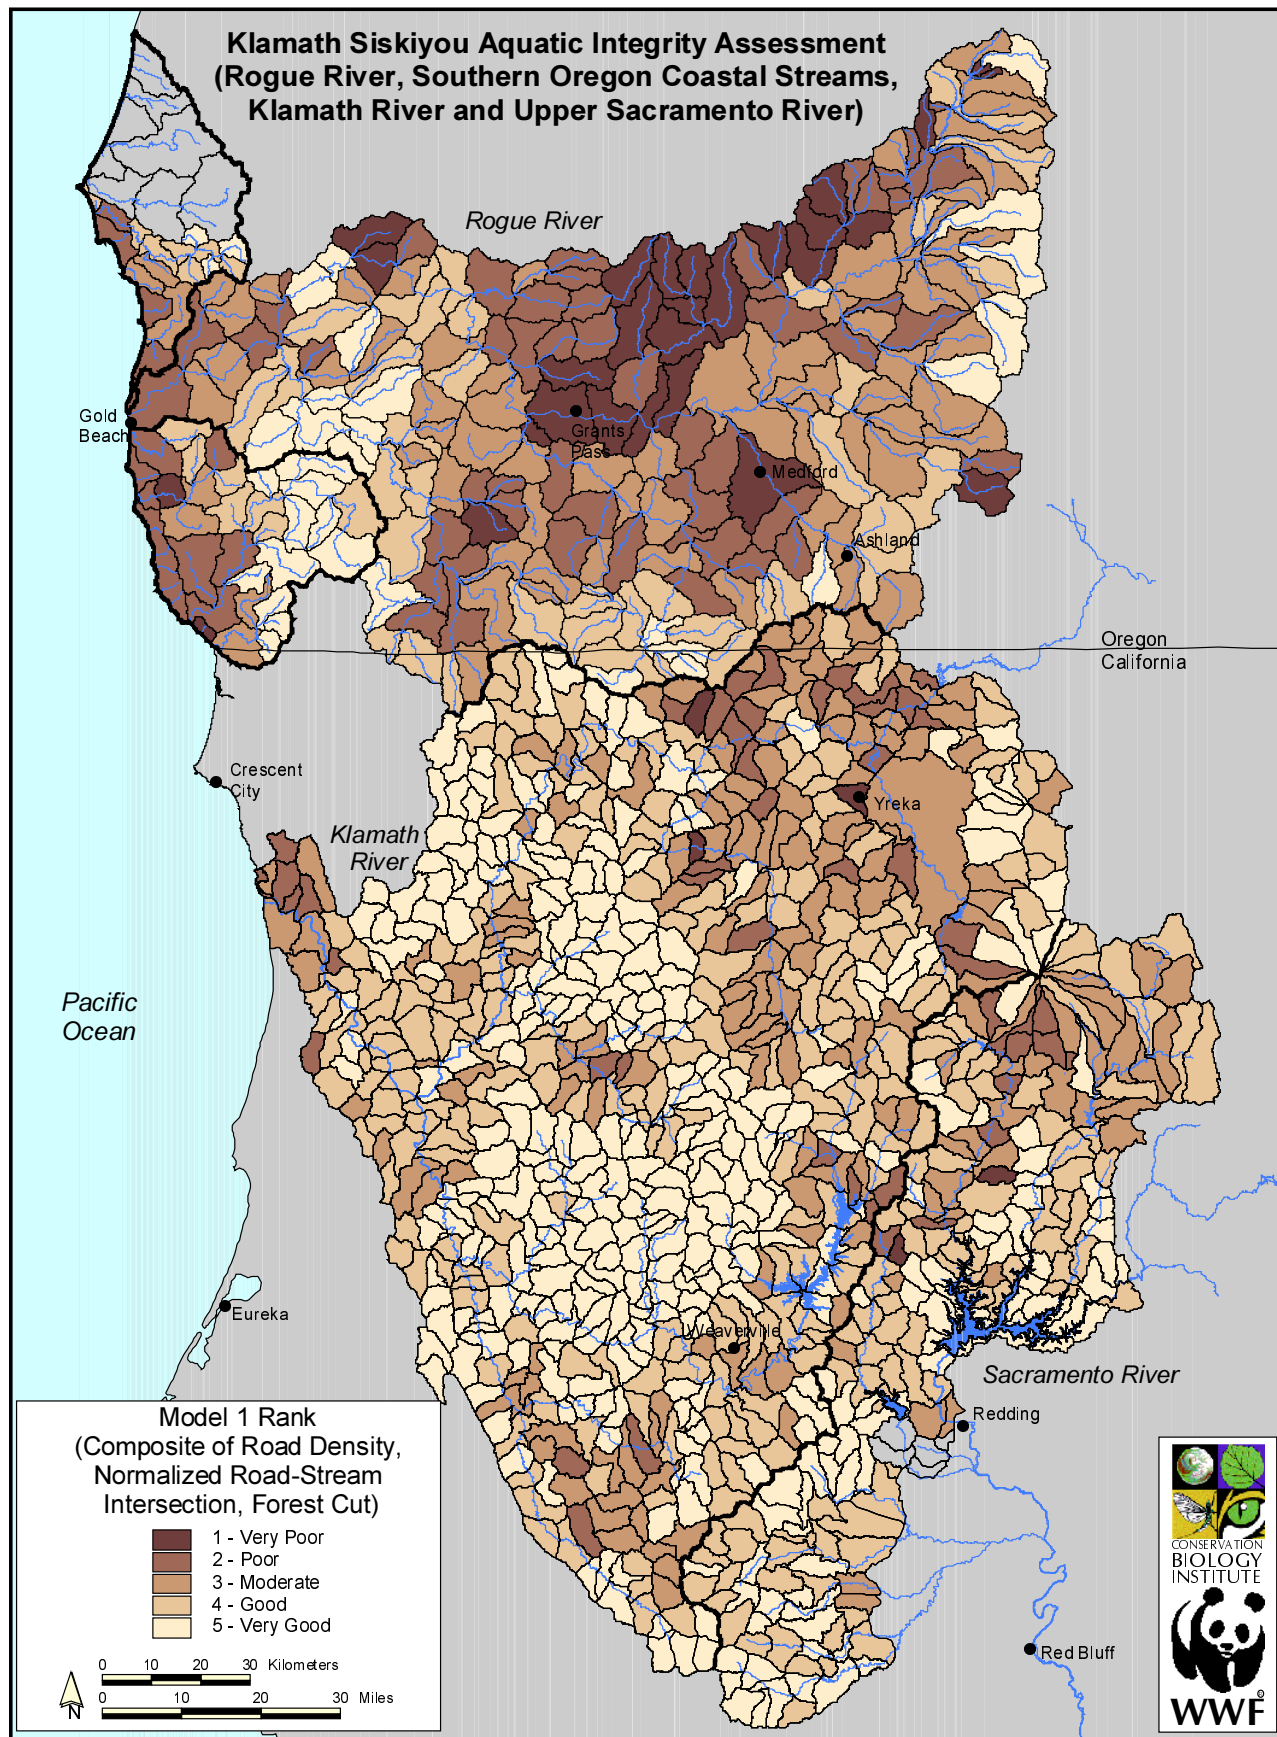 Klamath Siskiyou Aquatic Integrity Assessment
(Rogue River, Southern Oregon Coastal Streams,
Klamath River and Upper Sacramento River)
Rogue River
Gold
Beach
Grants
Pass
Medford
Ashland
Oregon
California
Crescent
City
Yreka
Klamath
River
Pacific
Ocean
Eureka
Weaverville
Sacramento River
Redding
Red Bluff
Model 1 Rank
(Composite of Road Density,
Normalized Road-Stream
Intersection, Forest Cut)
1 - Very Poor
2 - Poor
3 - Moderate
4 - Good
5 - Very Good
0 10 20 30 Kilometers
0 10 20 30 Miles
N
CONSERVATION
BIOLOGY
INSTITUTE
®
WWF